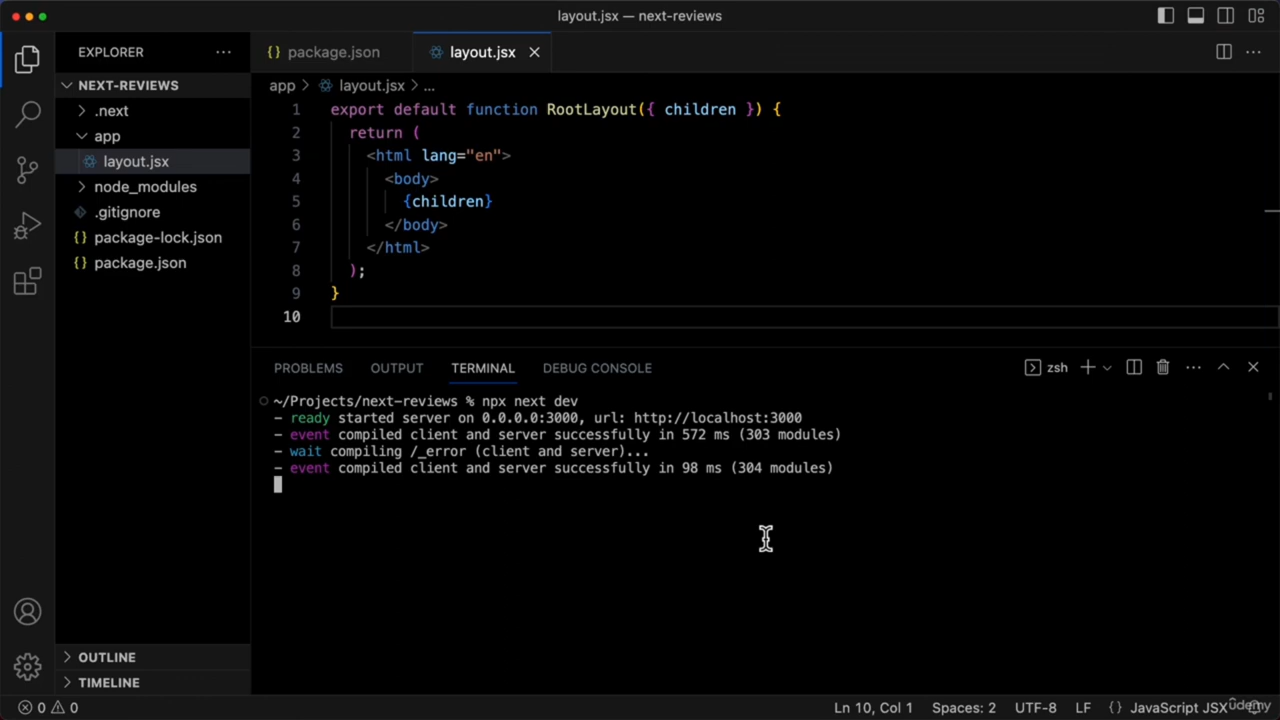 layout.jsx — next-reviews
EXPLORER
NEXT-REVIEWS
.next
app
layout.jsx
node_modules
.gitignore
{} package-lock.json
{} package.json
OUTLINE
TIMELINE
{} package.json
layout.jsx
app > layout.jsx > ...
1 export default function RootLayout({ children }) {
2 return (
3 <html lang="en">
4 <body>
5 {children}
6 </body>
7 </html>
8 );
9 }
10
PROBLEMS OUTPUT TERMINAL DEBUG CONSOLE
zsh
~/Projects/next-reviews % npx next dev
- ready started server on 0.0.0.0:3000, url: http://localhost:3000
- event compiled client and server successfully in 572 ms (303 modules)
- wait compiling /_error (client and server)...
- event compiled client and server successfully in 98 ms (304 modules)
0 0
Ln 10, Col 1 Spaces: 2 UTF-8 LF {} JavaScript JSX
ûdemy